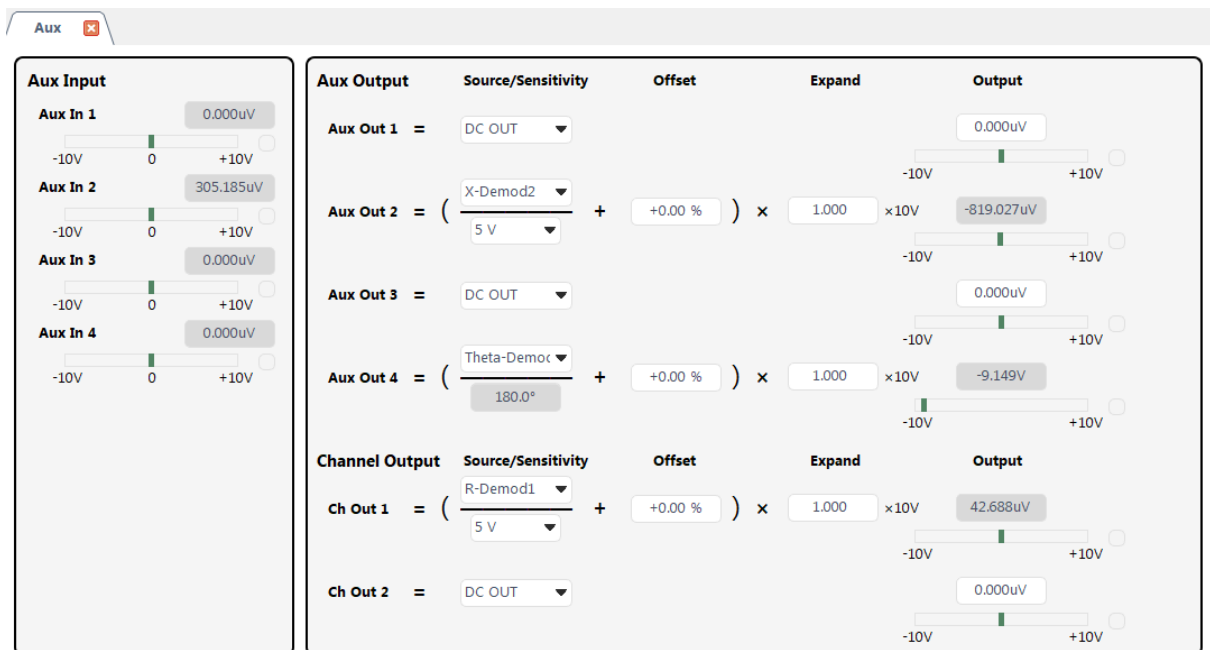 Aux
Aux Input
Aux In 1 0.000uV
-10V 0 +10V
Aux In 2 305.185uV
-10V 0 +10V
Aux In 3 0.000uV
-10V 0 +10V
Aux In 4 0.000uV
-10V 0 +10V
Aux Output Source/Sensitivity Offset Expand Output
Aux Out 1 = DC OUT 0.000uV
-10V +10V
Aux Out 2 = ( X-Demod2 + +0.00 % ) × 1.000 ×10V -819.027uV
5 V
-10V +10V
Aux Out 3 = DC OUT 0.000uV
-10V +10V
Aux Out 4 = ( Theta-Demod + +0.00 % ) × 1.000 ×10V -9.149V
180.0°
-10V +10V
Channel Output Source/Sensitivity Offset Expand Output
Ch Out 1 = ( R-Demod1 + +0.00 % ) × 1.000 ×10V 42.688uV
5 V
-10V +10V
Ch Out 2 = DC OUT 0.000uV
-10V +10V